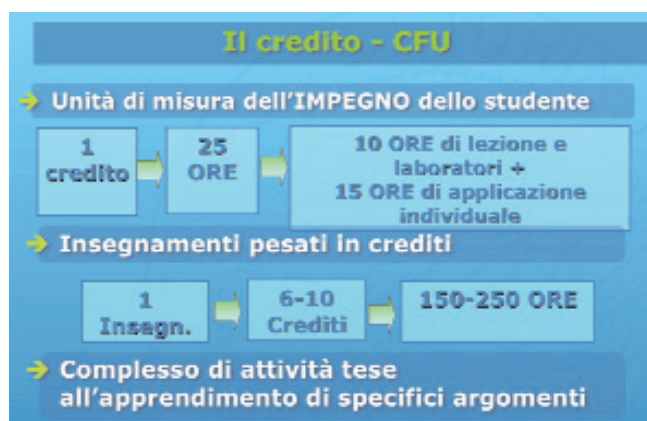 Il credito - CFU
Unità di misura dell'IMPEGNO dello studente
1
credito
25
ORE
10 ORE di lezione e
laboratori +
15 ORE di applicazione
individuale
Insegnamenti pesati in crediti
1
Insegn.
6-10
Crediti
150-250 ORE
Complesso di attività tese
all'apprendimento di specifici argomenti